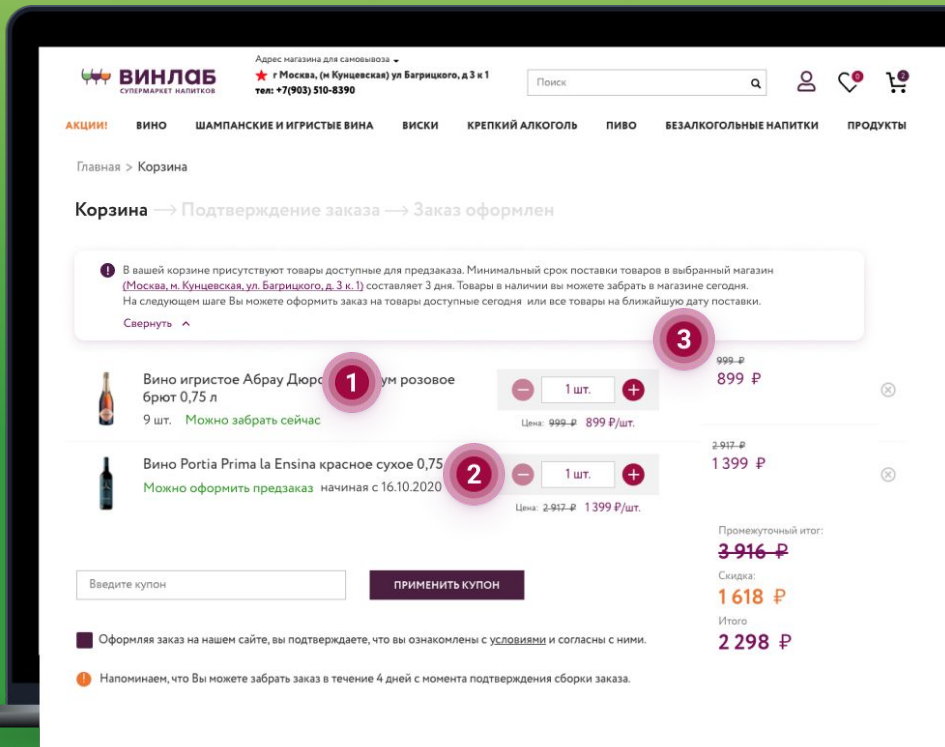 Адрес магазина для самовывоза
ВИНЛАБ
СУПЕРМАРКЕТ НАПИТКОВ
г Москва, (м Кунцевская) ул Багрицкого, д 3 к 1
тел: +7(903) 510-8390
Поиск
0
2
АКЦИИ! ВИНО ШАМПАНСКИЕ И ИГРИСТЫЕ ВИНА ВИСКИ КРЕПКИЙ АЛКОГОЛЬ ПИВО БЕЗАЛКОГОЛЬНЫЕ НАПИТКИ ПРОДУКТЫ
Главная > Корзина
Корзина → Подтверждение заказа → Заказ оформлен
В вашей корзине присутствуют товары доступные для предзаказа. Минимальный срок поставки товаров в выбранный магазин
(Москва, м. Кунцевская, ул. Багрицкого, д. 3 к. 1) составляет 3 дня. Товары в наличии вы можете забрать в магазине сегодня.
На следующем шаге Вы можете оформить заказ на товары доступные сегодня или все товары на ближайшую дату поставки.
Свернуть
3
Вино игристое Абрау Дюрсо 1 ум розовое
брют 0,75 л
9 шт. Можно забрать сейчас
1 шт.
Цена: 999 ₽ 899 ₽/шт.
999 ₽
899 ₽
Вино Portia Prima la Ensina красное сухое 0,75
2
Можно оформить предзаказ начиная с 16.10.2020
1 шт.
Цена: 2 917 ₽ 1 399 ₽/шт.
2 917 ₽
1 399 ₽
Промежуточный итог:
3 916 ₽
Скидка:
1 618 ₽
Итого
2 298 ₽
Введите купон
ПРИМЕНИТЬ КУПОН
Оформляя заказ на нашем сайте, вы подтверждаете, что вы ознакомлены с условиями и согласны с ними.
Напоминаем, что Вы можете забрать заказ в течение 4 дней с момента подтверждения сборки заказа.